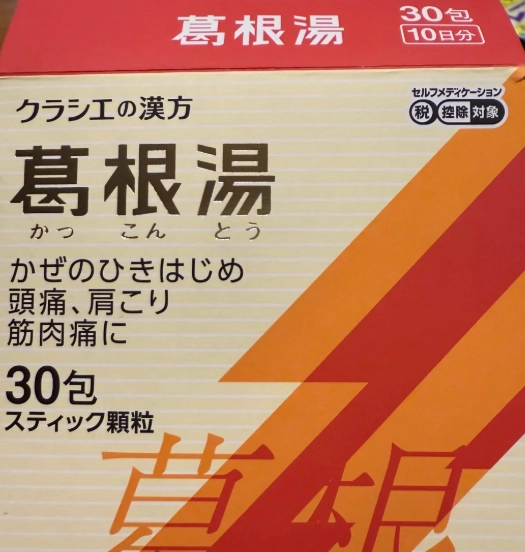 葛根湯
30包
10日分
クラシエの漢方
セルフメディケーション
税 控除 対象
葛根湯
かっ こん とう
かぜのひきはじめ
頭痛、肩こり
筋肉痛に
30包
スティック顆粒
葛根